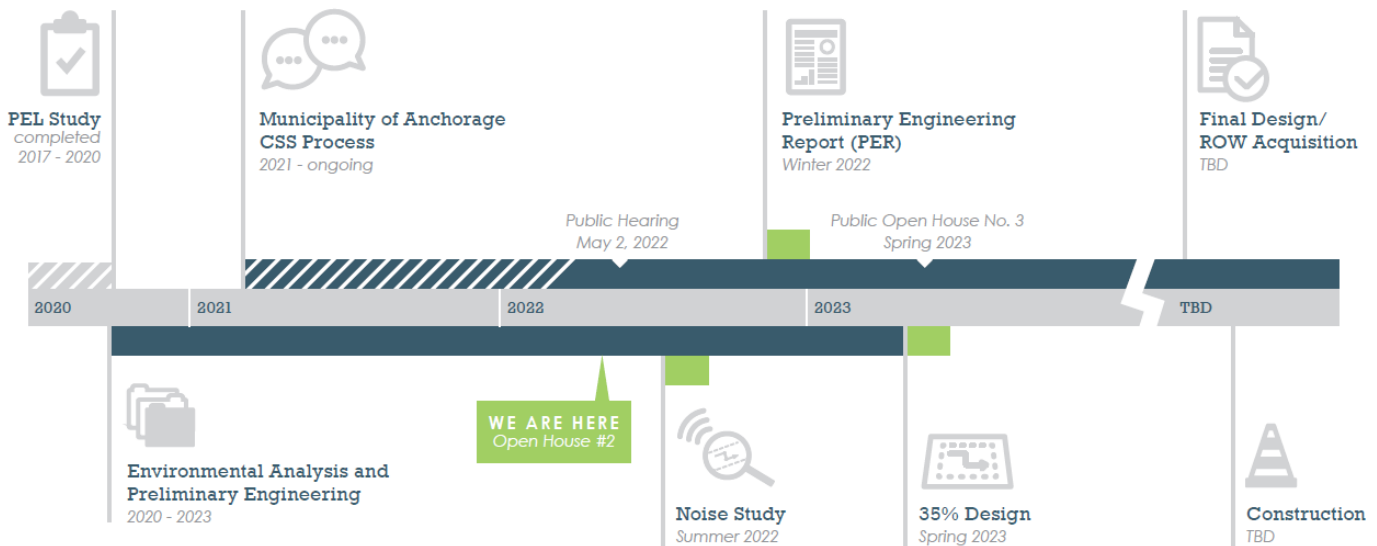 PEL Study
completed
2017 - 2020
Municipality of Anchorage
CSS Process
2021 - ongoing
Preliminary Engineering
Report (PER)
Winter 2022
Final Design/
ROW Acquisition
TBD
Public Hearing
May 2, 2022
Public Open House No. 3
Spring 2023
2020
2021
2022
2023
TBD
WE ARE HERE
Open House #2
Environmental Analysis and
Preliminary Engineering
2020 - 2023
Noise Study
Summer 2022
35% Design
Spring 2023
Construction
TBD